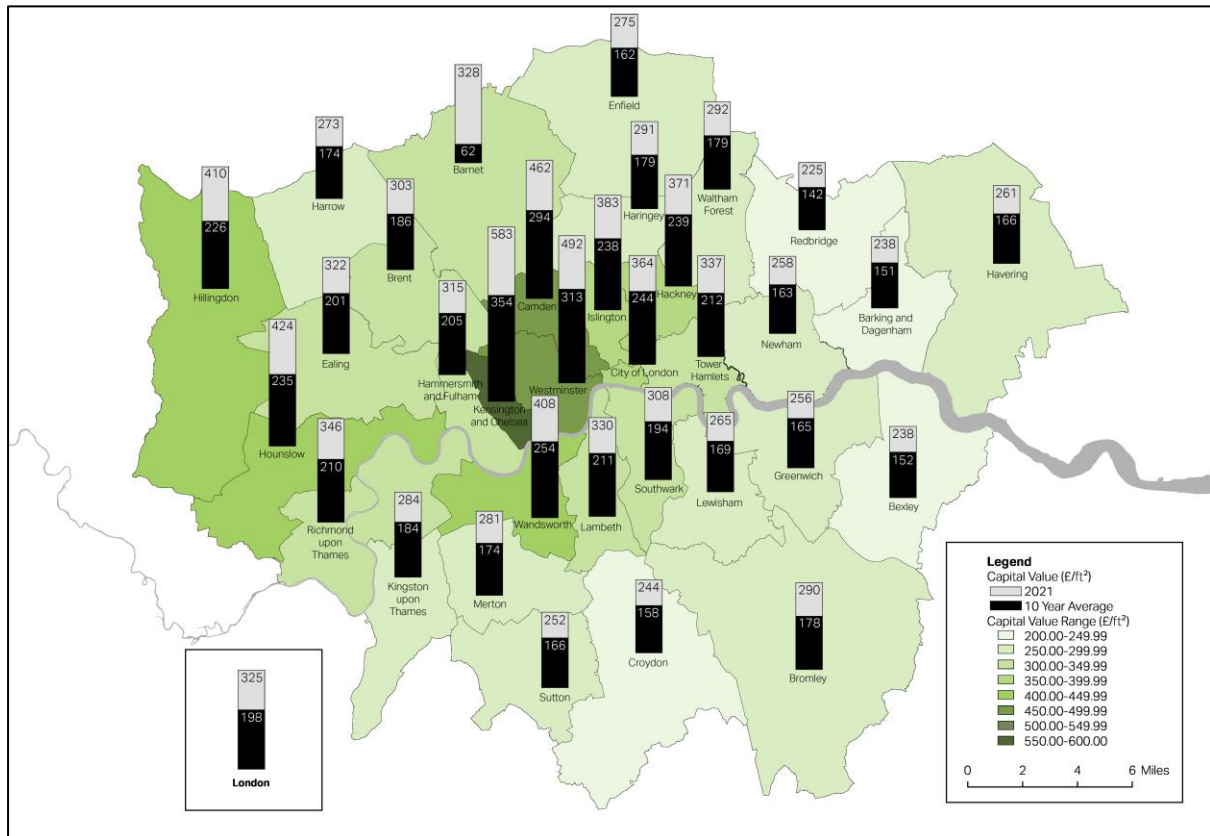 275
162
Enfield
328
62
Barnet
292
179
Waltham
Forest
273
174
Harrow
291
179
Haringey
462
294
Camden
225
142
Redbridge
410
226
Hillingdon
303
186
Brent
371
239
Hackney
261
166
Havering
383
238
Islington
583
354
Kensington
and Chelsea
492
313
Westminster
238
151
Barking and
Dagenham
322
201
Ealing
315
205
Hammersmith
and Fulham
364
244
City of London
337
212
Tower
Hamlets
258
163
Newham
424
235
Hounslow
408
254
Wandsworth
308
194
Southwark
256
165
Greenwich
346
210
Richmond
upon
Thames
330
211
Lambeth
265
169
Lewisham
238
152
Bexley
284
184
Kingston
upon
Thames
281
174
Merton
244
158
Croydon
290
178
Bromley
252
166
Sutton
325
198
London
Legend
Capital Value (£/ft²)
2021
10 Year Average
Capital Value Range (£/ft²)
200.00-249.99
250.00-299.99
300.00-349.99
350.00-399.99
400.00-449.99
450.00-499.99
500.00-549.99
550.00-600.00
0 2 4 6 Miles